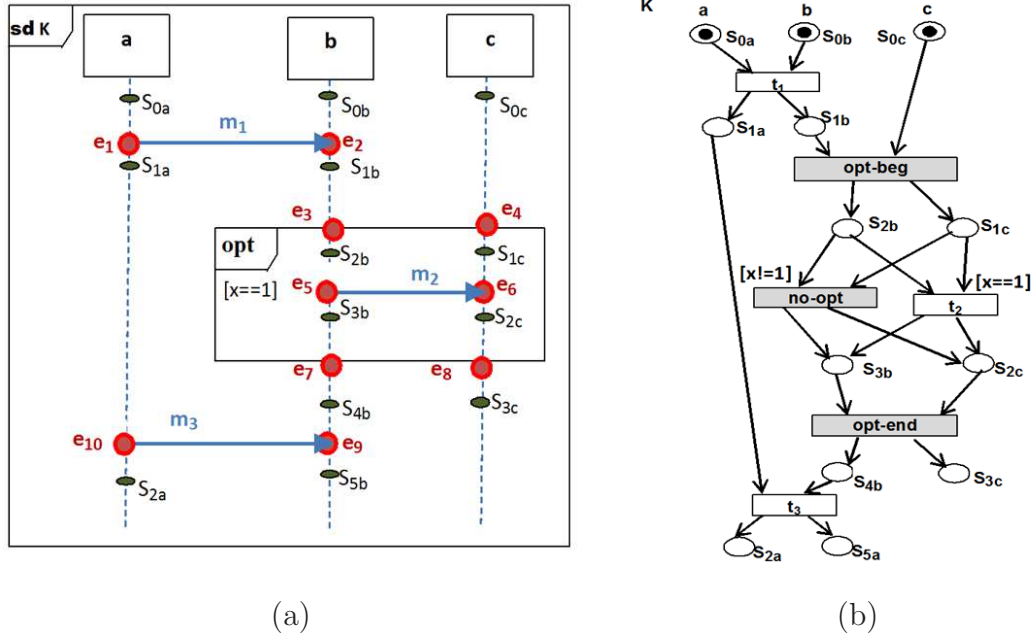 sd K
a
b
c
S0a
S0b
S0c
m1
e1
e2
S1a
S1b
e3
e4
opt
S2b
S1c
[x==1]
e5
m2
e6
S3b
S2c
e7
e8
S4b
S3c
m3
e10
e9
S2a
S5b
(a)
K
a
b
c
S0a
S0b
S0c
t1
S1a
S1b
opt-beg
S2b
S1c
[x!=1]
[x==1]
no-opt
t2
S3b
S2c
opt-end
S4b
S3c
t3
S2a
S5a
(b)